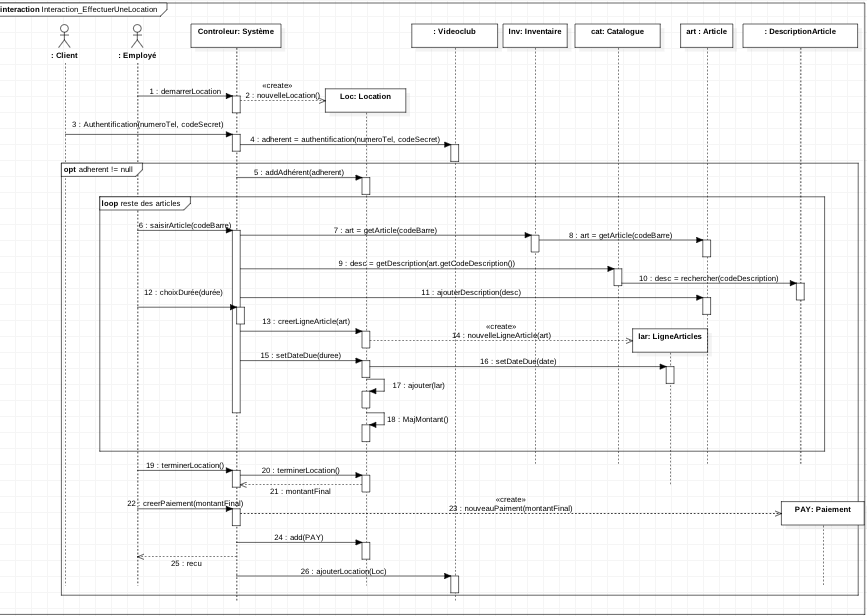 interaction Interaction_EffectuerUneLocation
: Client
: Employé
Controleur: Système
: Videoclub
Inv: Inventaire
cat: Catalogue
art : Article
: DescriptionArticle
1 : demarrerLocation
«create»
2 : nouvelleLocation()
Loc: Location
3 : Authentification(numeroTel, codeSecret)
4 : adherent = authentification(numeroTel, codeSecret)
opt adherent != null
5 : addAdhérent(adherent)
loop reste des articles
6 : saisirArticle(codeBarre)
7 : art = getArticle(codeBarre)
8 : art = getArticle(codeBarre)
9 : desc = getDescription(art.getCodeDescription())
10 : desc = rechercher(codeDescription)
11 : ajouterDescription(desc)
12 : choixDurée(durée)
13 : creerLigneArticle(art)
«create»
14 : nouvelleLigneArticle(art)
lar: LigneArticles
15 : setDateDue(duree)
16 : setDateDue(date)
17 : ajouter(lar)
18 : MajMontant()
19 : terminerLocation()
20 : terminerLocation()
21 : montantFinal
22 : creerPaiement(montantFinal)
«create»
23 : nouveauPaiment(montantFinal)
PAY: Paiement
24 : add(PAY)
25 : recu
26 : ajouterLocation(Loc)